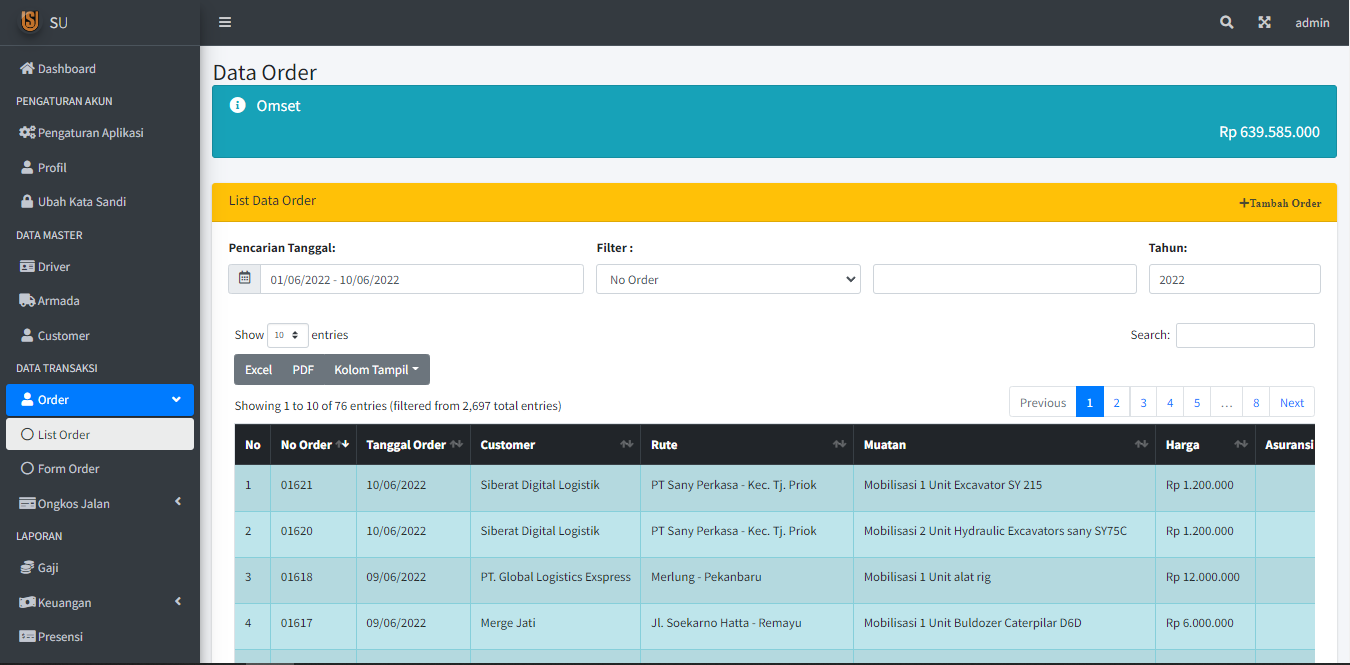 SU
admin
Dashboard
PENGATURAN AKUN
Pengaturan Aplikasi
Profil
Ubah Kata Sandi
DATA MASTER
Driver
Armada
Customer
DATA TRANSAKSI
Order
List Order
Form Order
Ongkos Jalan
LAPORAN
Gaji
Keuangan
Presensi
Data Order
Omset
Rp 639.585.000
List Data Order
+Tambah Order
Pencarian Tanggal: Filter : Tahun:
01/06/2022 - 10/06/2022 No Order 2022
Show 10 entries Search:
Excel PDF Kolom Tampil
Showing 1 to 10 of 76 entries (filtered from 2,697 total entries) Previous 1 2 3 4 5 … 8 Next
No No Order Tanggal Order Customer Rute Muatan Harga Asuransi
1 01621 10/06/2022 Siberat Digital Logistik PT Sany Perkasa - Kec. Tj. Priok Mobilisasi 1 Unit Excavator SY 215 Rp 1.200.000
2 01620 10/06/2022 Siberat Digital Logistik PT Sany Perkasa - Kec. Tj. Priok Mobilisasi 2 Unit Hydraulic Excavators sany SY75C Rp 1.200.000
3 01618 09/06/2022 PT. Global Logistics Exspress Merlung - Pekanbaru Mobilisasi 1 Unit alat rig Rp 12.000.000
4 01617 09/06/2022 Merge Jati Jl. Soekarno Hatta - Remayu Mobilisasi 1 Unit Buldozer Caterpilar D6D Rp 6.000.000